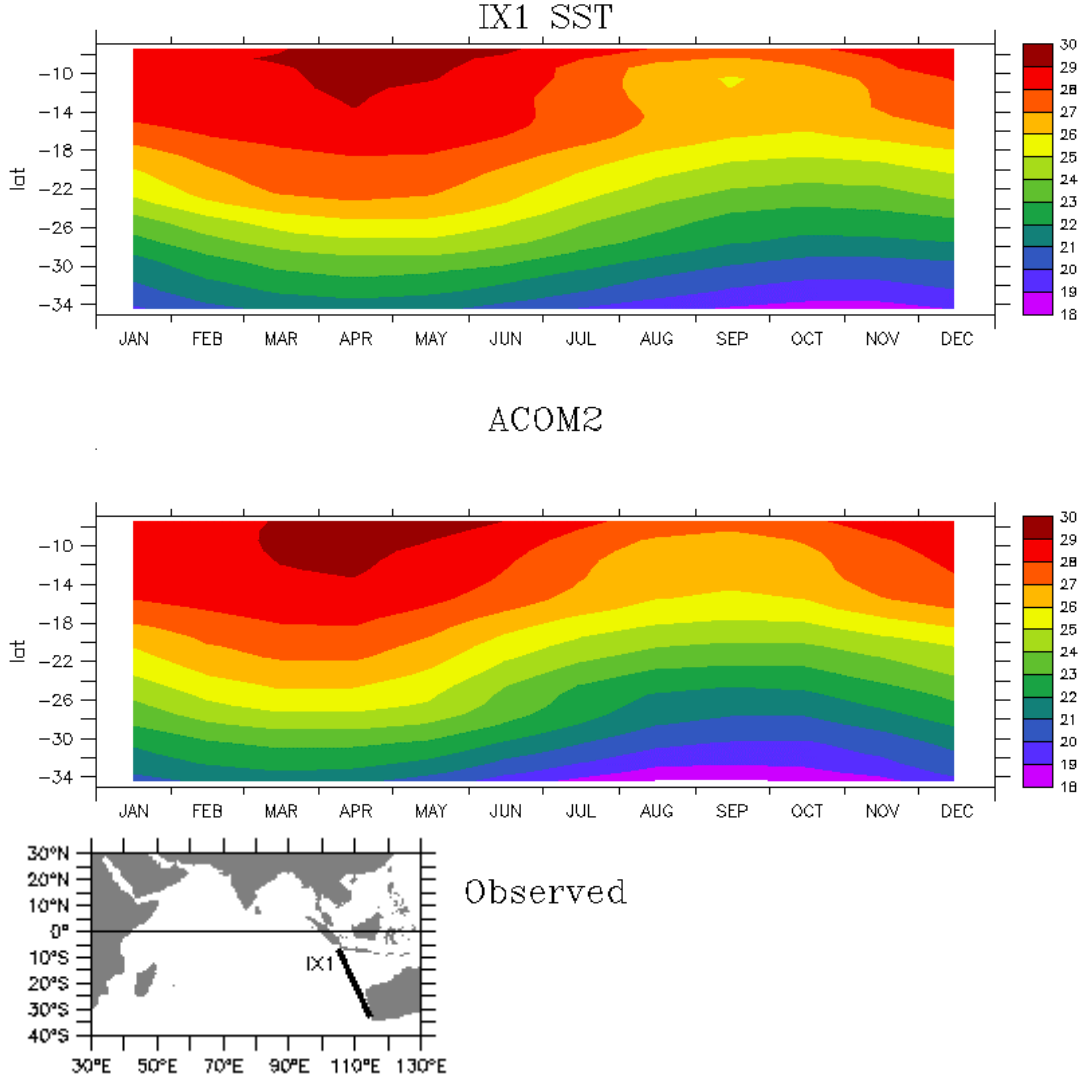 IX1 SST
-10
-14
-18
-22
-26
-30
-34
lat
JAN FEB MAR APR MAY JUN JUL AUG SEP OCT NOV DEC
30
29
28
27
26
25
24
23
22
21
20
19
18
ACOM2
-10
-14
-18
-22
-26
-30
-34
lat
JAN FEB MAR APR MAY JUN JUL AUG SEP OCT NOV DEC
30
29
28
27
26
25
24
23
22
21
20
19
18
Observed
30°N
20°N
10°N
0°
10°S
20°S
30°S
40°S
IX1
30°E 50°E 70°E 90°E 110°E 130°E